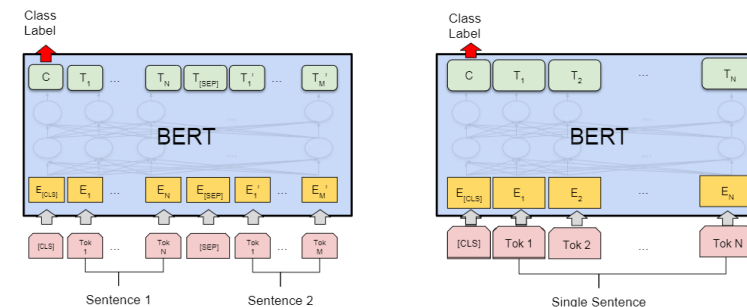 Class
Label
C T1 ... TN T[SEP] T1' ... TM'
BERT
E[CLS] E1 ... EN E[SEP] E1' ... EM'
[CLS] Tok 1 ... Tok N [SEP] Tok 1 ... Tok M
Sentence 1 Sentence 2
Class
Label
C T1 T2 ... TN
BERT
E[CLS] E1 E2 ... EN
[CLS] Tok 1 Tok 2 ... Tok N
Single Sentence